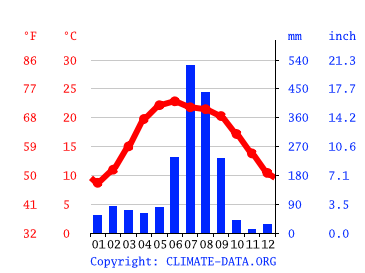 °F °C mm inch
86 30 540 21.3
77 25 450 17.7
68 20 360 14.2
59 15 270 10.6
50 10 180 7.1
41 5 90 3.5
32 0 0 0.0
01 02 03 04 05 06 07 08 09 10 11 12
Copyright: CLIMATE-DATA.ORG